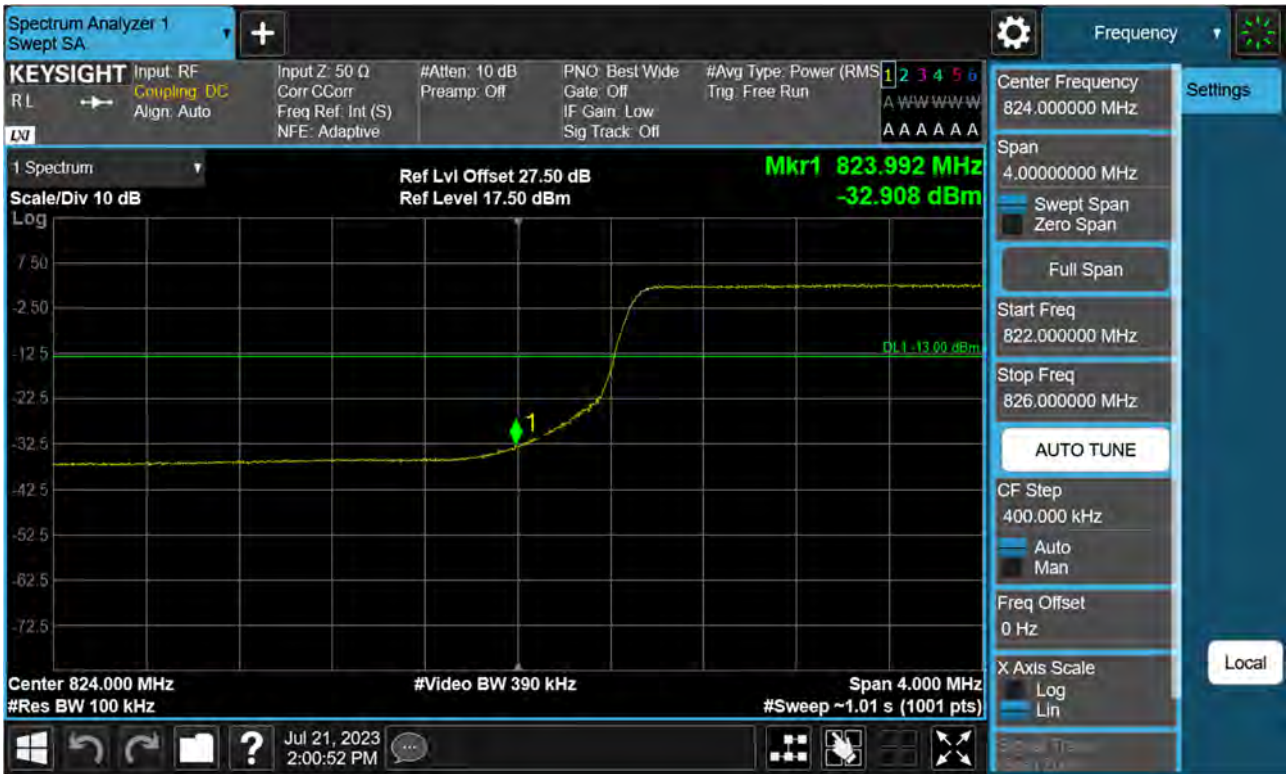 Spectrum Analyzer 1
Swept SA
+
Frequency
KEYSIGHT
RL
LXI
Input: RF
Coupling: DC
Align: Auto
Input Z: 50 Ω
Corr CCorr
Freq Ref: Int (S)
NFE: Adaptive
#Atten: 10 dB
Preamp: Off
PNO: Best Wide
Gate: Off
IF Gain: Low
Sig Track: Off
#Avg Type: Power (RMS
Trig: Free Run
1 2 3 4 5 6
A W W W W W
A A A A A A
1 Spectrum
Scale/Div 10 dB
Log
Ref Lvl Offset 27.50 dB
Ref Level 17.50 dBm
Mkr1 823.992 MHz
-32.908 dBm
7.50
-2.50
-12.5
-22.5
-32.5
-42.5
-52.5
-62.5
-72.5
DL1 -13.00 dBm
1
Center 824.000 MHz
#Res BW 100 kHz
#Video BW 390 kHz
Span 4.000 MHz
#Sweep ~1.01 s (1001 pts)
Center Frequency
824.000000 MHz
Settings
Span
4.00000000 MHz
Swept Span
Zero Span
Full Span
Start Freq
822.000000 MHz
Stop Freq
826.000000 MHz
AUTO TUNE
CF Step
400.000 kHz
Auto
Man
Freq Offset
0 Hz
X Axis Scale
Log
Lin
Local
?
Jul 21, 2023
2:00:52 PM